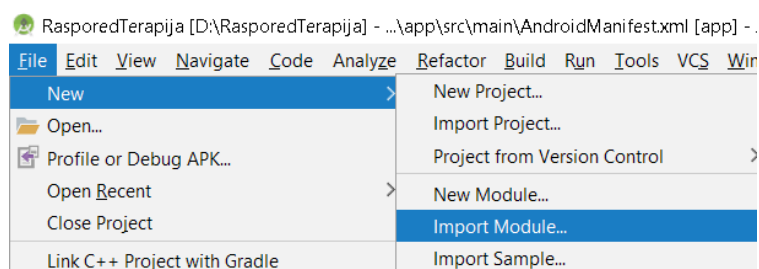 RasporedTerapija [D:\RasporedTerapija] - ...\app\src\main\AndroidManifest.xml [app] -
File Edit View Navigate Code Analyze Refactor Build Run Tools VCS
New
Open...
Profile or Debug APK...
Open Recent
Close Project
Link C++ Project with Gradle
New Project...
Import Project...
Project from Version Control
New Module...
Import Module...
Import Sample...